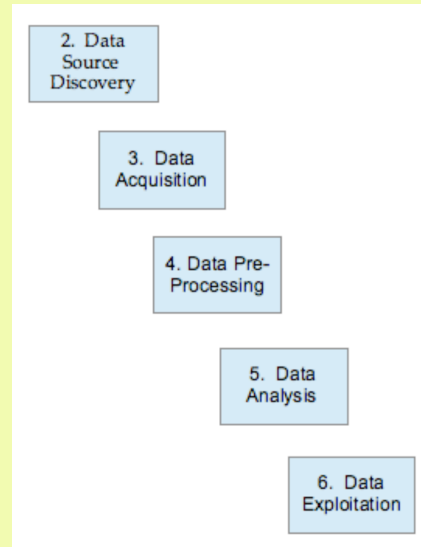 2. Data
Source
Discovery
3. Data
Acquisition
4. Data Pre-
Processing
5. Data
Analysis
6. Data
Exploitation